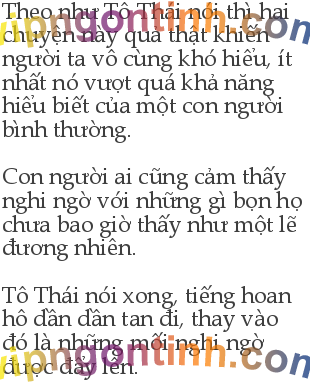 Theo như Tô Thái nói thì hai
chuyện này quả thật khiến
người ta vô cùng khó hiểu, ít
nhất nó vượt quá khả năng
hiểu biết của một con người
bình thường.
Con người ai cũng cảm thấy
nghi ngờ với những gì bọn họ
chưa bao giờ thấy như một lẽ
đương nhiên.
Tô Thái nói xong, tiếng hoan
hô dần dần tan đi, thay vào
đó là những mối nghi ngờ
được đẩy lên.
vipngontinh.com
vipngontinh.com